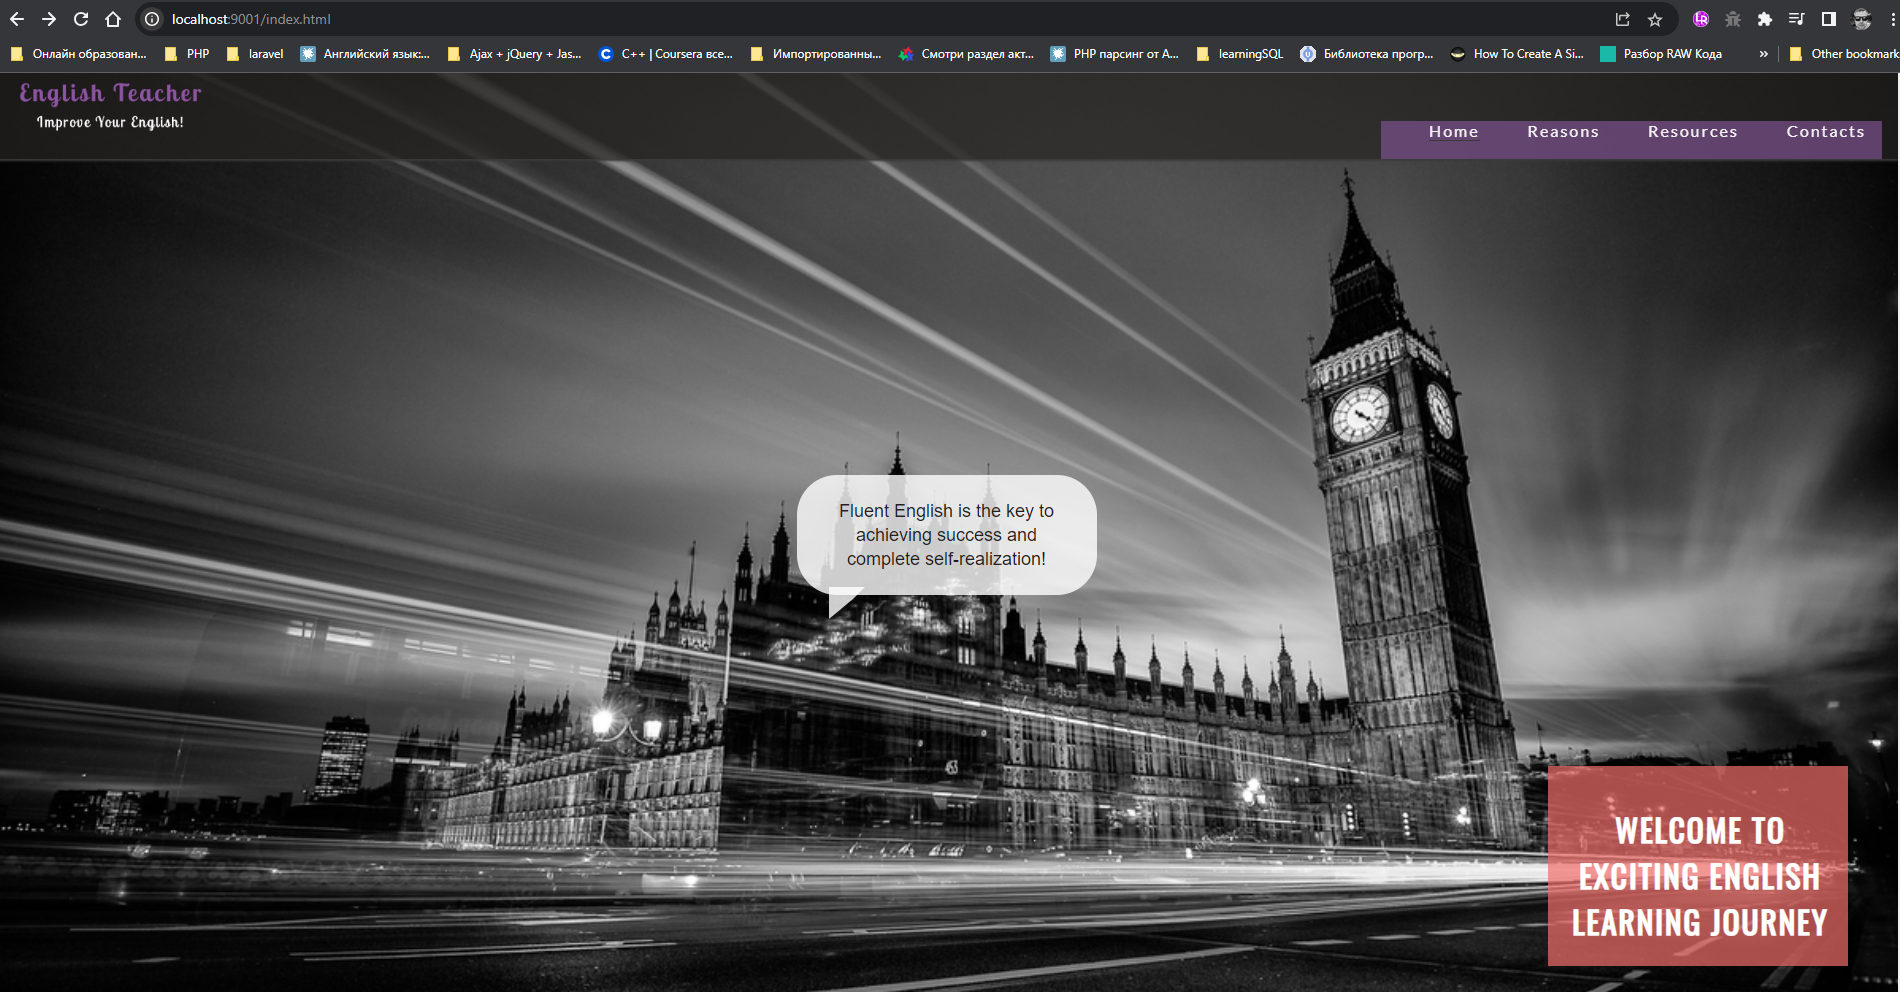 localhost:9001/index.html
Онлайн образован...
PHP
laravel
Английский язык:...
Ajax + jQuery + Jas...
C++ | Coursera все...
Импортированны...
Смотри раздел акт...
PHP парсинг от А...
learningSQL
Библиотека прогр...
How To Create A Si...
Разбор RAW Кода
»
Other bookmark
English Teacher
Improve Your English!
Home Reasons Resources Contacts
Fluent English is the key to
achieving success and
complete self-realization!
WELCOME TO
EXCITING ENGLISH
LEARNING JOURNEY